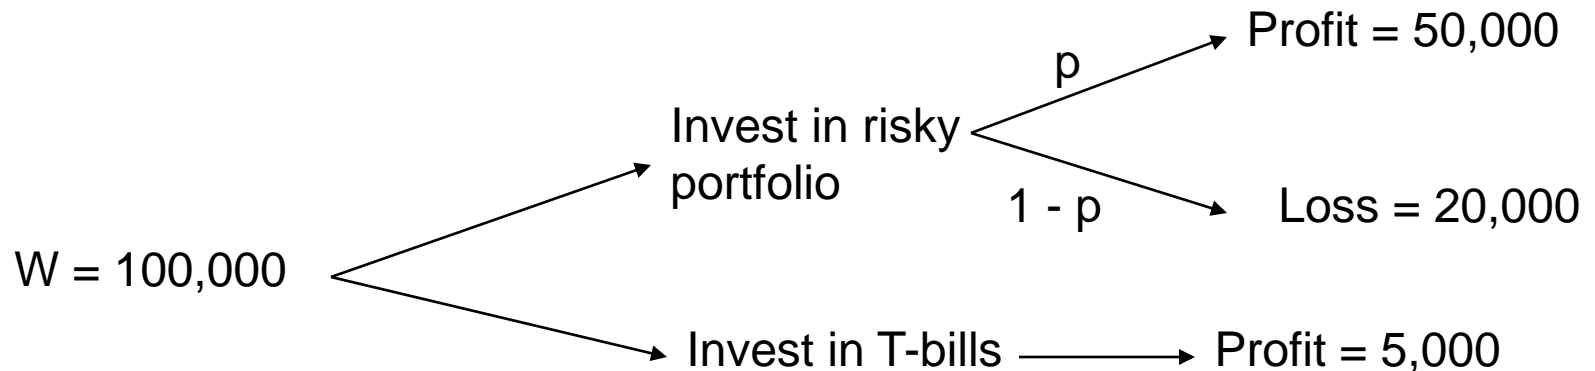 Profit = 50,000
p
Invest in risky
portfolio
1 - p
Loss = 20,000
W = 100,000
Invest in T-bills
Profit = 5,000